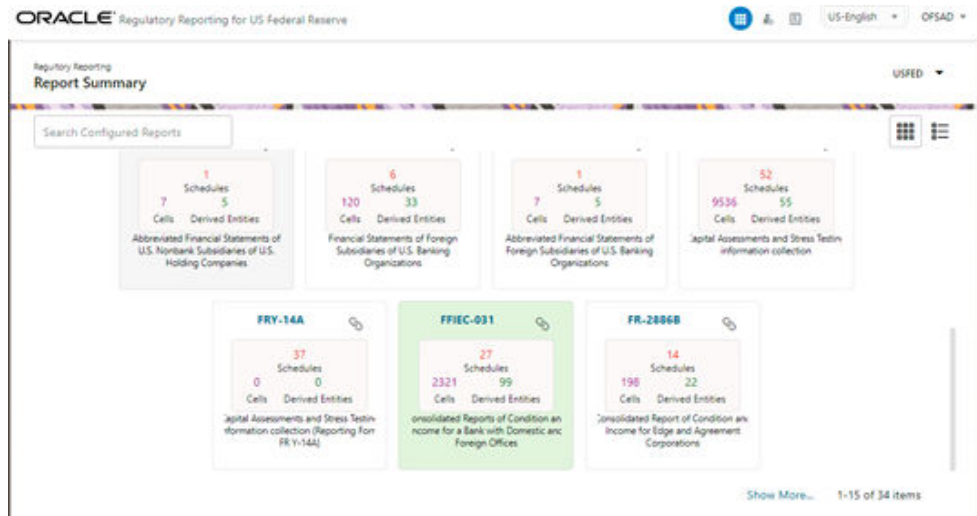 ORACLE Regulatory Reporting for US Federal Reserve
US-English
OFSAD
Regulatory Reporting
Report Summary
USFED
Search Configured Reports
1
Schedules
7 5
Cells Derived Entities
Abbreviated Financial Statements of
U.S. Nonbank Subsidiaries of U.S.
Holding Companies
6
Schedules
120 33
Cells Derived Entities
Financial Statements of Foreign
Subsidiaries of U.S. Banking
Organizations
1
Schedules
7 5
Cells Derived Entities
Abbreviated Financial Statements of
Foreign Subsidiaries of U.S. Banking
Organizations
52
Schedules
9536 55
Cells Derived Entities
apital Assessments and Stress Testin
information collection
FRY-14A
37
Schedules
0 0
Cells Derived Entities
apital Assessments and Stress Testin
nformation collection (Reporting Forr
FR Y-14A)
FFIEC-031
27
Schedules
2321 99
Cells Derived Entities
onsolidated Reports of Condition an
ncome for a Bank with Domestic and
Foreign Offices
FR-2886B
14
Schedules
198 22
Cells Derived Entities
onsolidated Report of Condition and
Income for Edge and Agreement
Corporations
Show More...
1-15 of 34 items